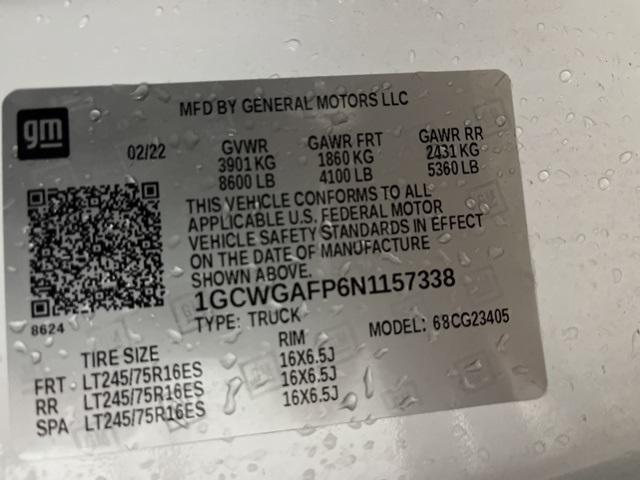 MFD BY GENERAL MOTORS LLC
gm
02/22
GVWR GAWR FRT GAWR RR
3901 KG 1860 KG 2431 KG
8600 LB 4100 LB 5360 LB
THIS VEHICLE CONFORMS TO ALL
APPLICABLE U.S. FEDERAL MOTOR
VEHICLE SAFETY STANDARDS IN EFFECT
ON THE DATE OF MANUFACTURE
SHOWN ABOVE.
1GCWGAFP6N1157338
8624
TYPE: TRUCK MODEL: 68CG23405
TIRE SIZE RIM
FRT LT245/75R16ES 16X6.5J
RR LT245/75R16ES 16X6.5J
SPA LT245/75R16ES 16X6.5J